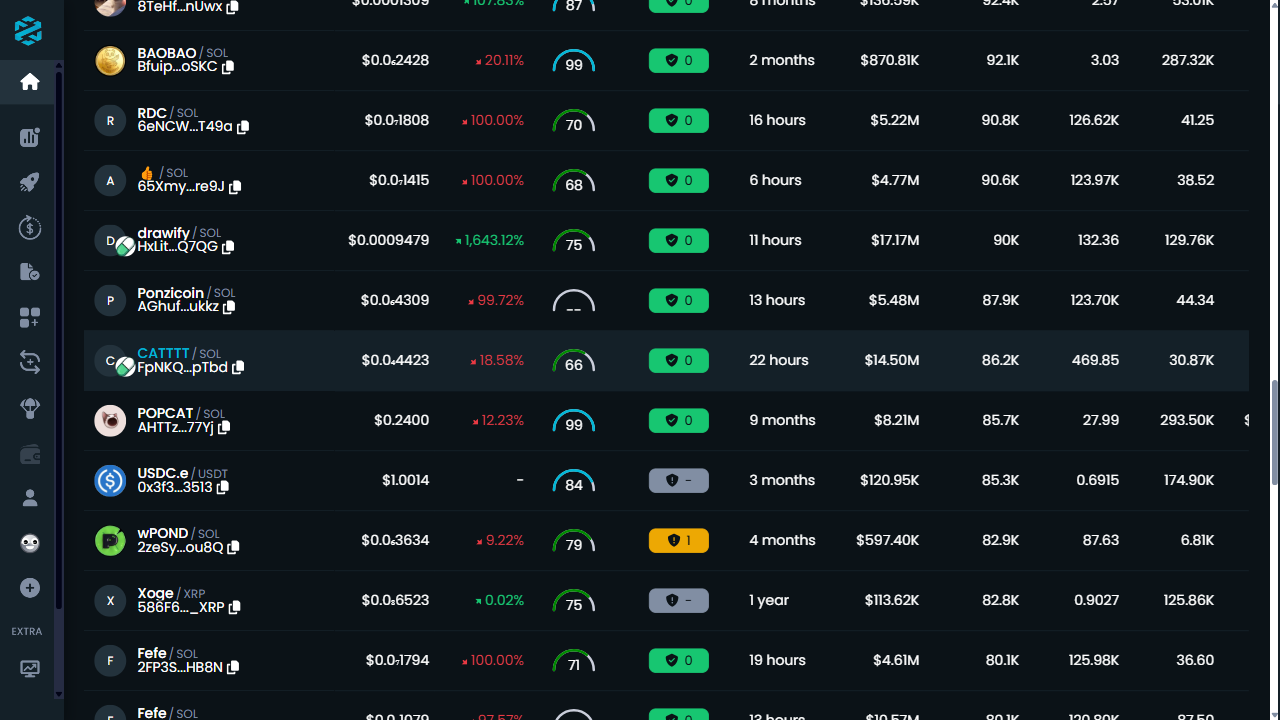 8TeHf...nUwx $0.0001309 107.83% 87 0 8 months $136.59K 92.4K 2.57 53.01K
BAOBAO / SOL
Bfuip...oSKC $0.0₆2428 20.11% 99 0 2 months $870.81K 92.1K 3.03 287.32K
RDC / SOL
6eNCW...T49a $0.0₇1808 100.00% 70 0 16 hours $5.22M 90.8K 126.62K 41.25
A 👍 / SOL
65Xmy...re9J $0.0₇1415 100.00% 68 0 6 hours $4.77M 90.6K 123.97K 38.52
drawify / SOL
HxLit...Q7QG $0.0009479 1,643.12% 75 0 11 hours $17.17M 90K 132.36 129.76K
P Ponzicoin / SOL
AGhuf...ukkz $0.0₆4309 99.72% -- 0 13 hours $5.48M 87.9K 123.70K 44.34
C CATTTT / SOL
FpNKQ...pTbd $0.0₄4423 18.58% 66 0 22 hours $14.50M 86.2K 469.85 30.87K
POPCAT / SOL
AHTTz...77Yj $0.2400 12.23% 99 0 9 months $8.21M 85.7K 27.99 293.50K $
USDC.e / USDT
0x3f3...3513 $1.0014 - 84 - 3 months $120.95K 85.3K 0.6915 174.90K
wPOND / SOL
2zeSy...ou8Q $0.0₆3634 9.22% 79 1 4 months $597.40K 82.9K 87.63 6.81K
X Xoge / XRP
586F6..._XRP $0.0₆6523 0.02% 75 - 1 year $113.62K 82.8K 0.9027 125.86K
EXTRA
F Fefe / SOL
2FP3S...HB8N $0.0₇1794 100.00% 71 0 19 hours $4.61M 80.1K 125.98K 36.60
Fefe / SOL